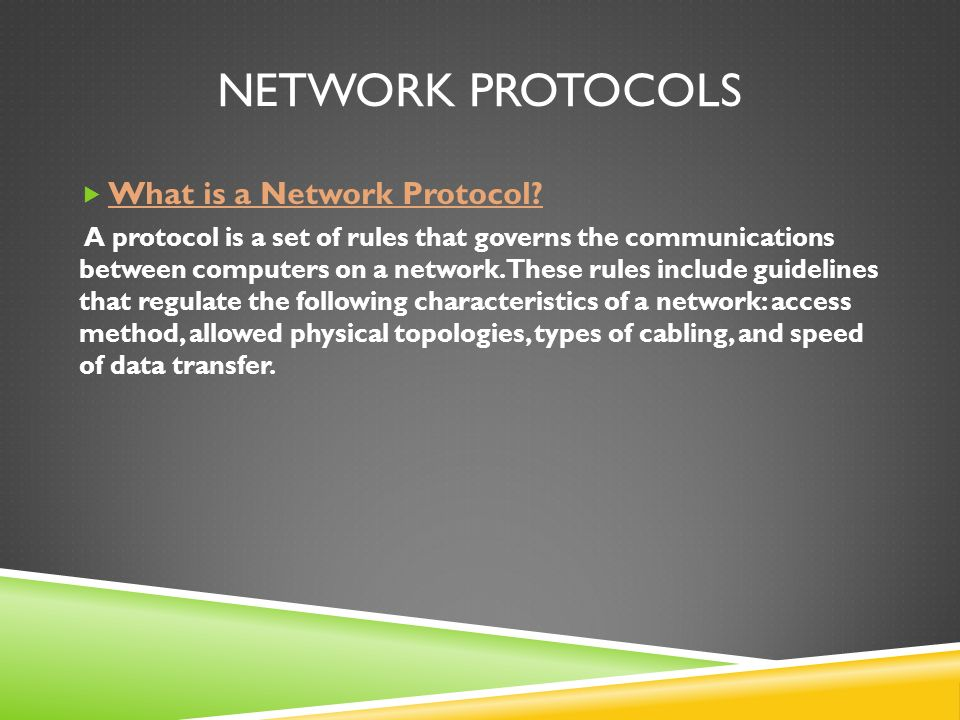 NETWORK PROTOCOLS
What is a Network Protocol?
A protocol is a set of rules that governs the communications
between computers on a network. These rules include guidelines
that regulate the following characteristics of a network: access
method, allowed physical topologies, types of cabling, and speed
of data transfer.